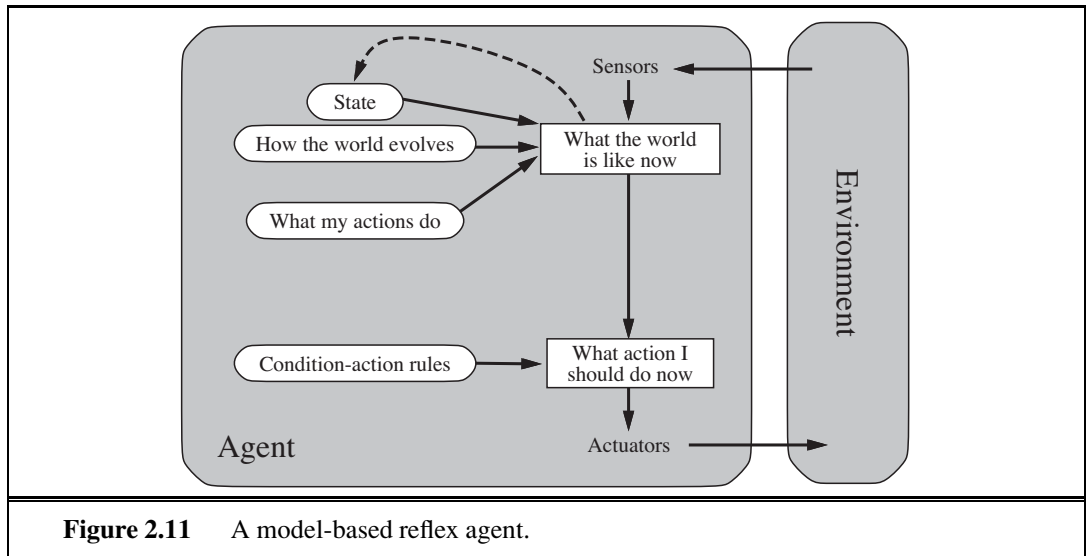 Sensors
State
What the world
is like now
How the world evolves
What my actions do
Environment
Condition-action rules
What action I
should do now
Agent
Actuators
Figure 2.11 A model-based reflex agent.